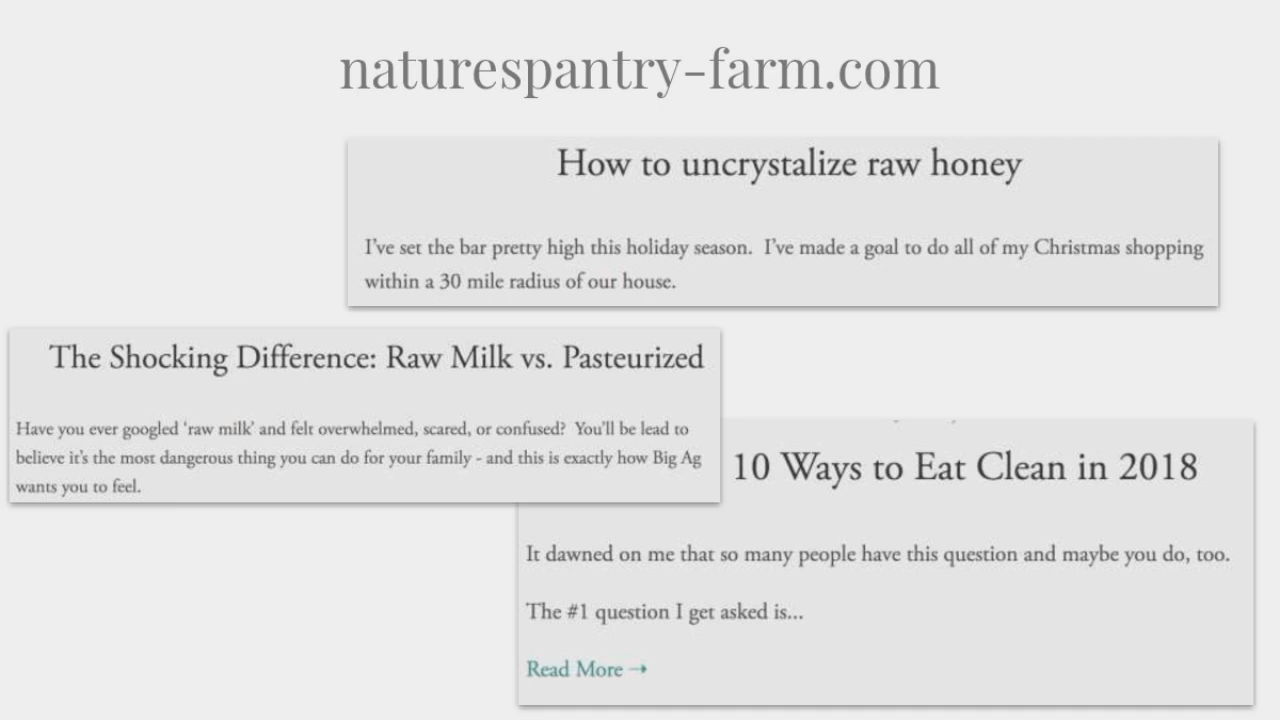 naturespantry-farm.com
How to uncrystalize raw honey
I've set the bar pretty high this holiday season.  I've made a goal to do all of my Christmas shopping
within a 30 mile radius of our house.
The Shocking Difference: Raw Milk vs. Pasteurized
Have you ever googled 'raw milk' and felt overwhelmed, scared, or confused?  You'll be lead to
believe it's the most dangerous thing you can do for your family - and this is exactly how Big Ag
wants you to feel.
10 Ways to Eat Clean in 2018
It dawned on me that so many people have this question and maybe you do, too.
The #1 question I get asked is...
Read More →